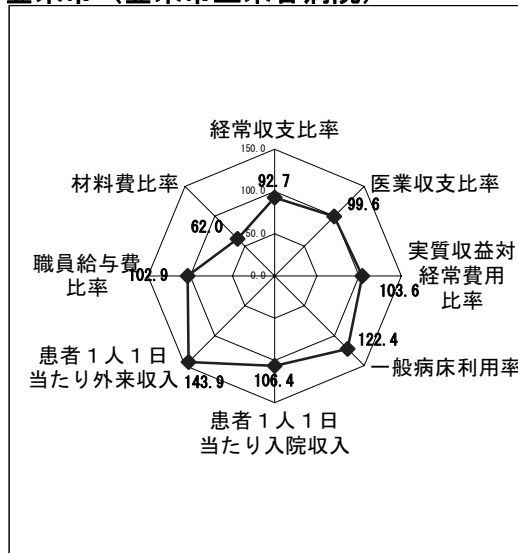 経常収支比率
150.0
材料費比率
100.0
92.7
医業収支比率
99.6
62.0
50.0
職員給与費
比率
102.9
0.0
実質収益対
経常費用
比率
103.6
122.4
一般病床利用率
患者１人１日
当たり外来収入
143.9
106.4
患者１人１日
当たり入院収入